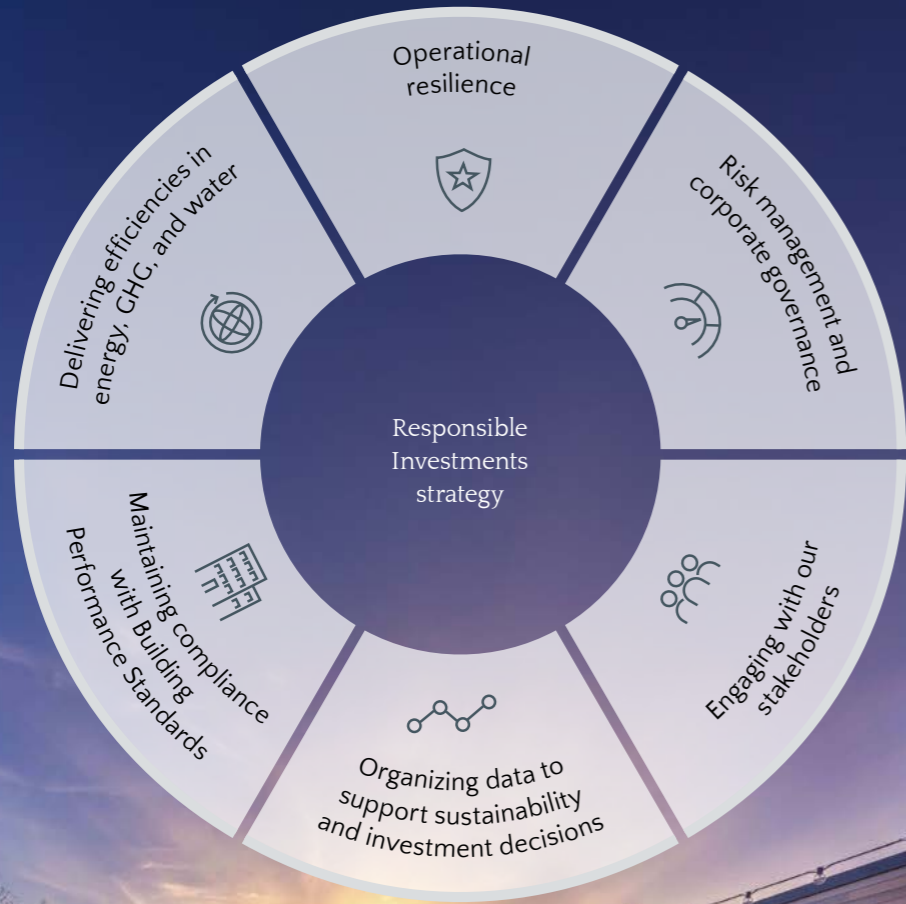 Operational
resilience
Risk management and
corporate governance
Engaging with our
stakeholders
Organizing data to
support sustainability
and investment decisions
Maintaining compliance
with Building
Performance Standards
Delivering efficiencies in
energy, GHG, and water
Responsible
Investments
strategy